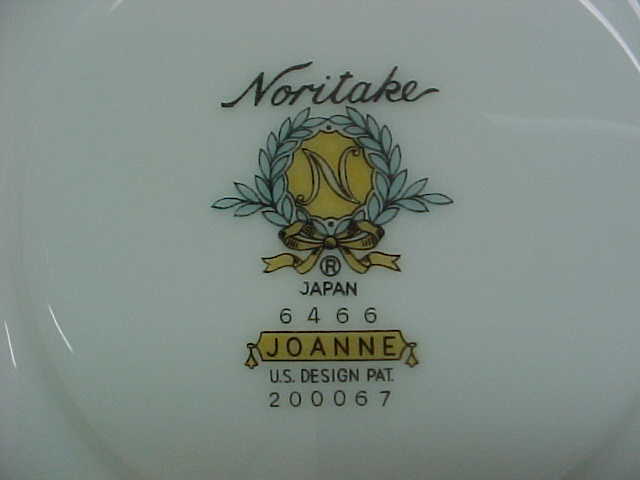 Noritake
N
®
JAPAN
6466
JOANNE
U.S. DESIGN PAT.
200067